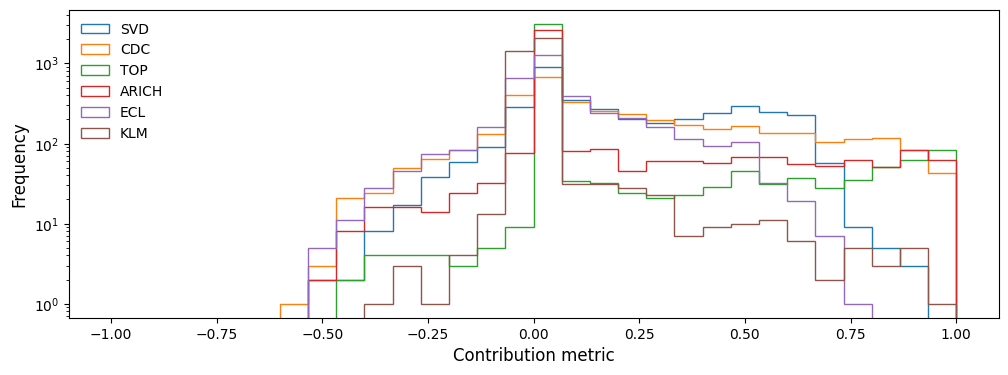 SVD
CDC
TOP
ARICH
ECL
KLM
Frequency
10³
10²
10¹
10⁰
−1.00 −0.75 −0.50 −0.25 0.00 0.25 0.50 0.75 1.00
Contribution metric